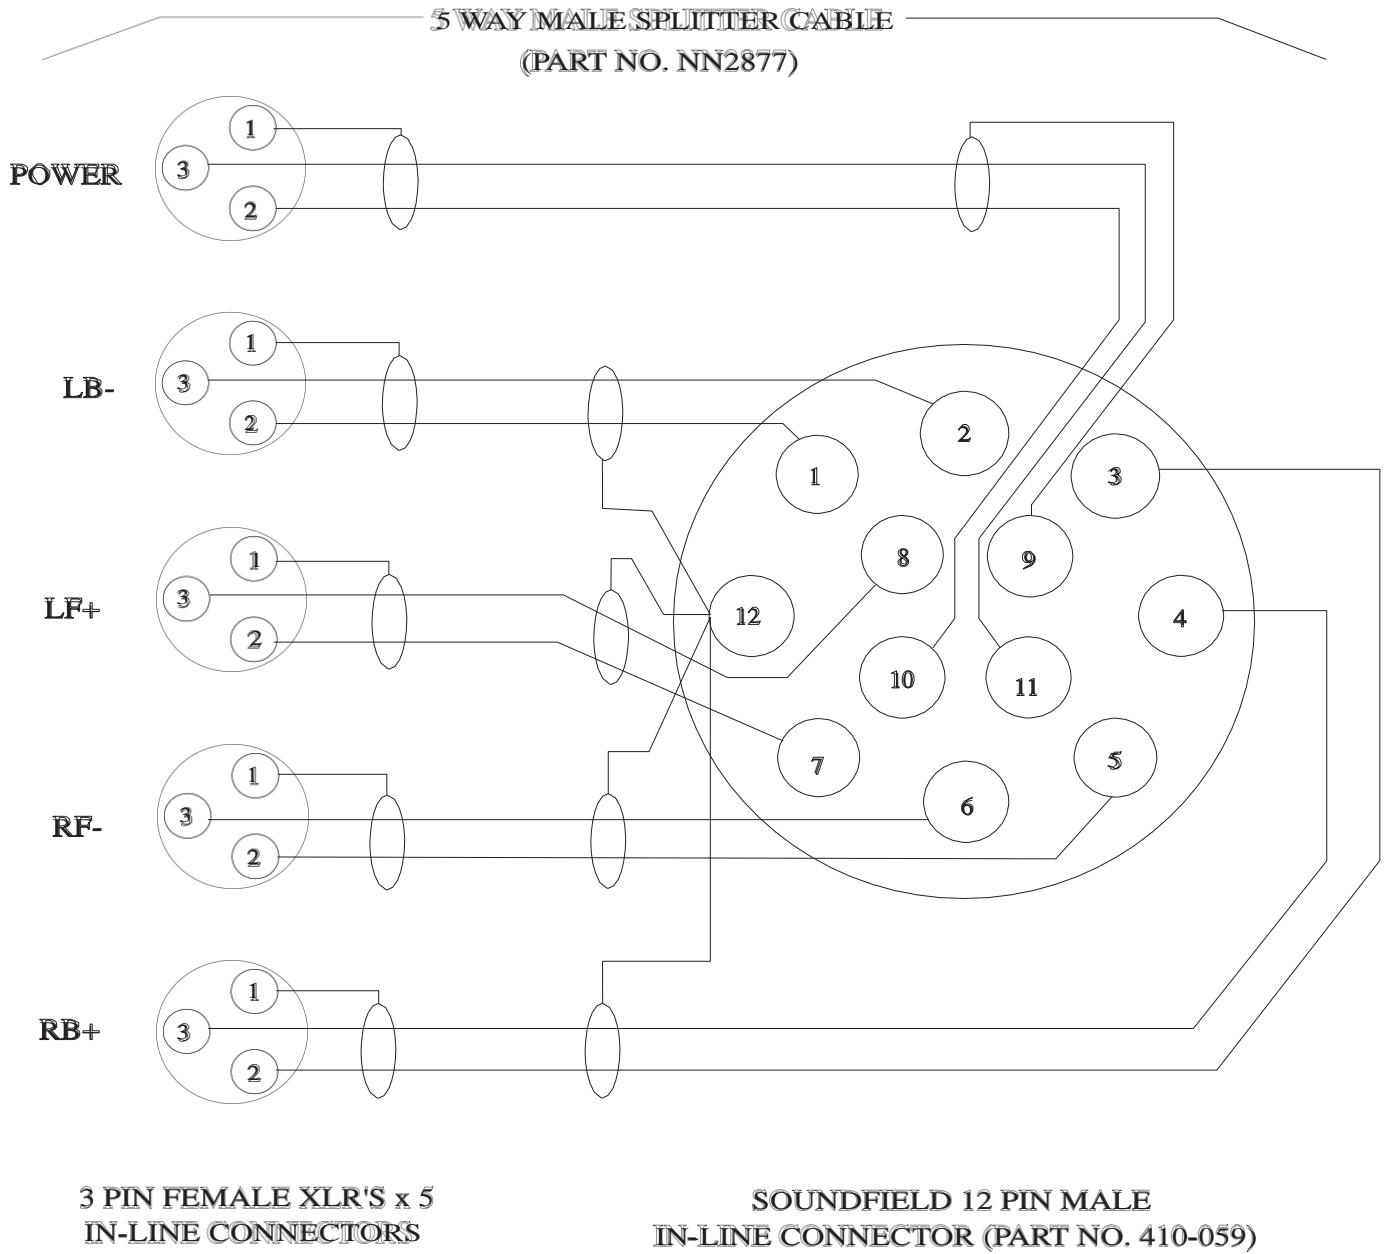 5 WAY MALE SPLITTER CABLE
(PART NO. NN2877)
POWER
1
3
2
LB-
1
3
2
LF+
1
3
2
RF-
1
3
2
RB+
1
3
2
2
1
3
8
9
12
4
10
11
7
5
6
3 PIN FEMALE XLR'S x 5
IN-LINE CONNECTORS
SOUNDFIELD 12 PIN MALE
IN-LINE CONNECTOR (PART NO. 410-059)